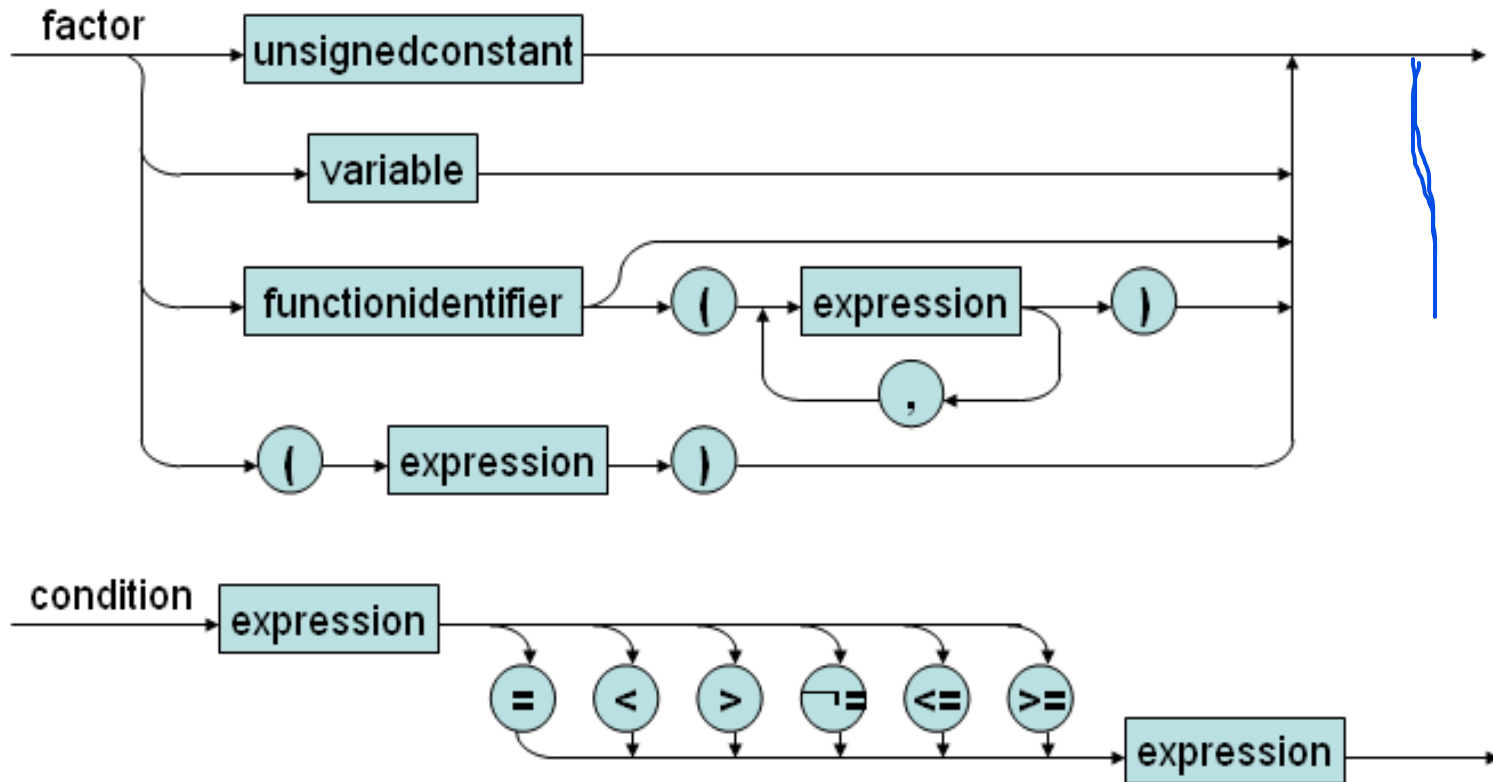 factor
unsignedconstant
variable
functionidentifier ( expression )
,
( expression )
condition
expression
= < > ¬= <= >=
expression